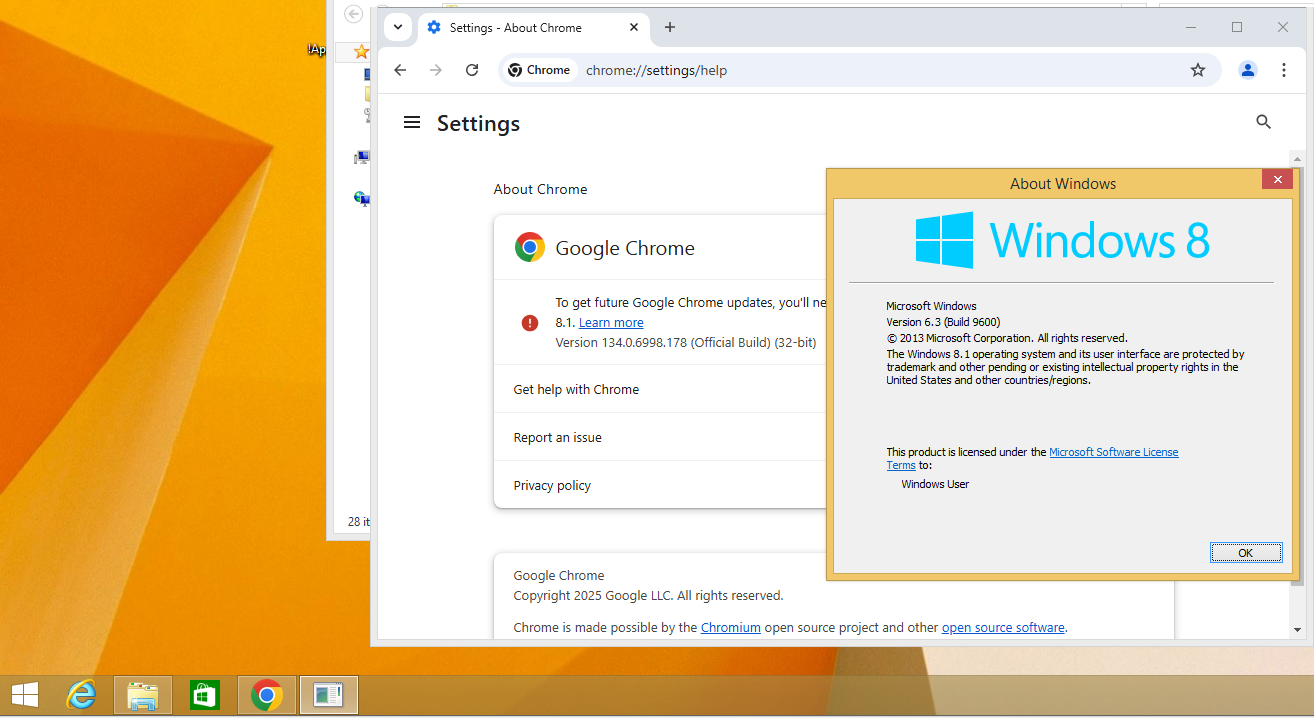 !Ap
28 it
Settings - About Chrome
Chrome
chrome://settings/help
Settings
About Chrome
Google Chrome
To get future Google Chrome updates, you'll ne
8.1. Learn more
Version 134.0.6998.178 (Official Build) (32-bit)
Get help with Chrome
Report an issue
Privacy policy
Google Chrome
Copyright 2025 Google LLC. All rights reserved.
Chrome is made possible by the Chromium open source project and other open source software.
About Windows
Windows 8
Microsoft Windows
Version 6.3 (Build 9600)
© 2013 Microsoft Corporation. All rights reserved.
The Windows 8.1 operating system and its user interface are protected by
trademark and other pending or existing intellectual property rights in the
United States and other countries/regions.
This product is licensed under the Microsoft Software License
Terms to:
Windows User
OK